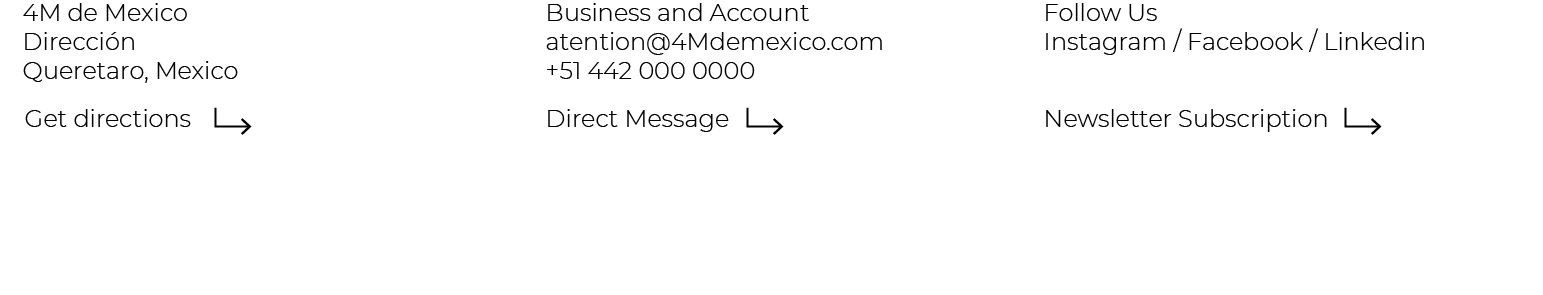 4M de Mexico
Dirección
Queretaro, Mexico
Get directions
Business and Account
atention@4Mdemexico.com
+51 442 000 0000
Direct Message
Follow Us
Instagram / Facebook / Linkedin
Newsletter Subscription